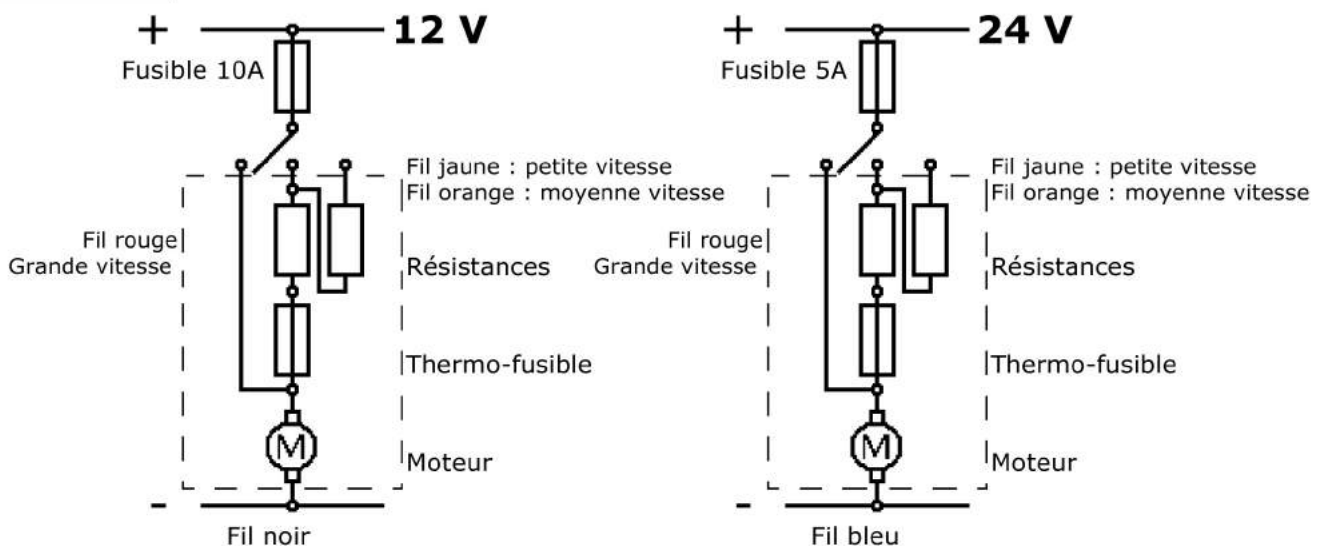 + 12 V
Fusible 10A
Fil jaune : petite vitesse
Fil orange : moyenne vitesse
Fil rouge
Grande vitesse
Résistances
Thermo-fusible
M
Moteur
-
Fil noir
+ 24 V
Fusible 5A
Fil jaune : petite vitesse
Fil orange : moyenne vitesse
Fil rouge
Grande vitesse
Résistances
Thermo-fusible
M
Moteur
-
Fil bleu